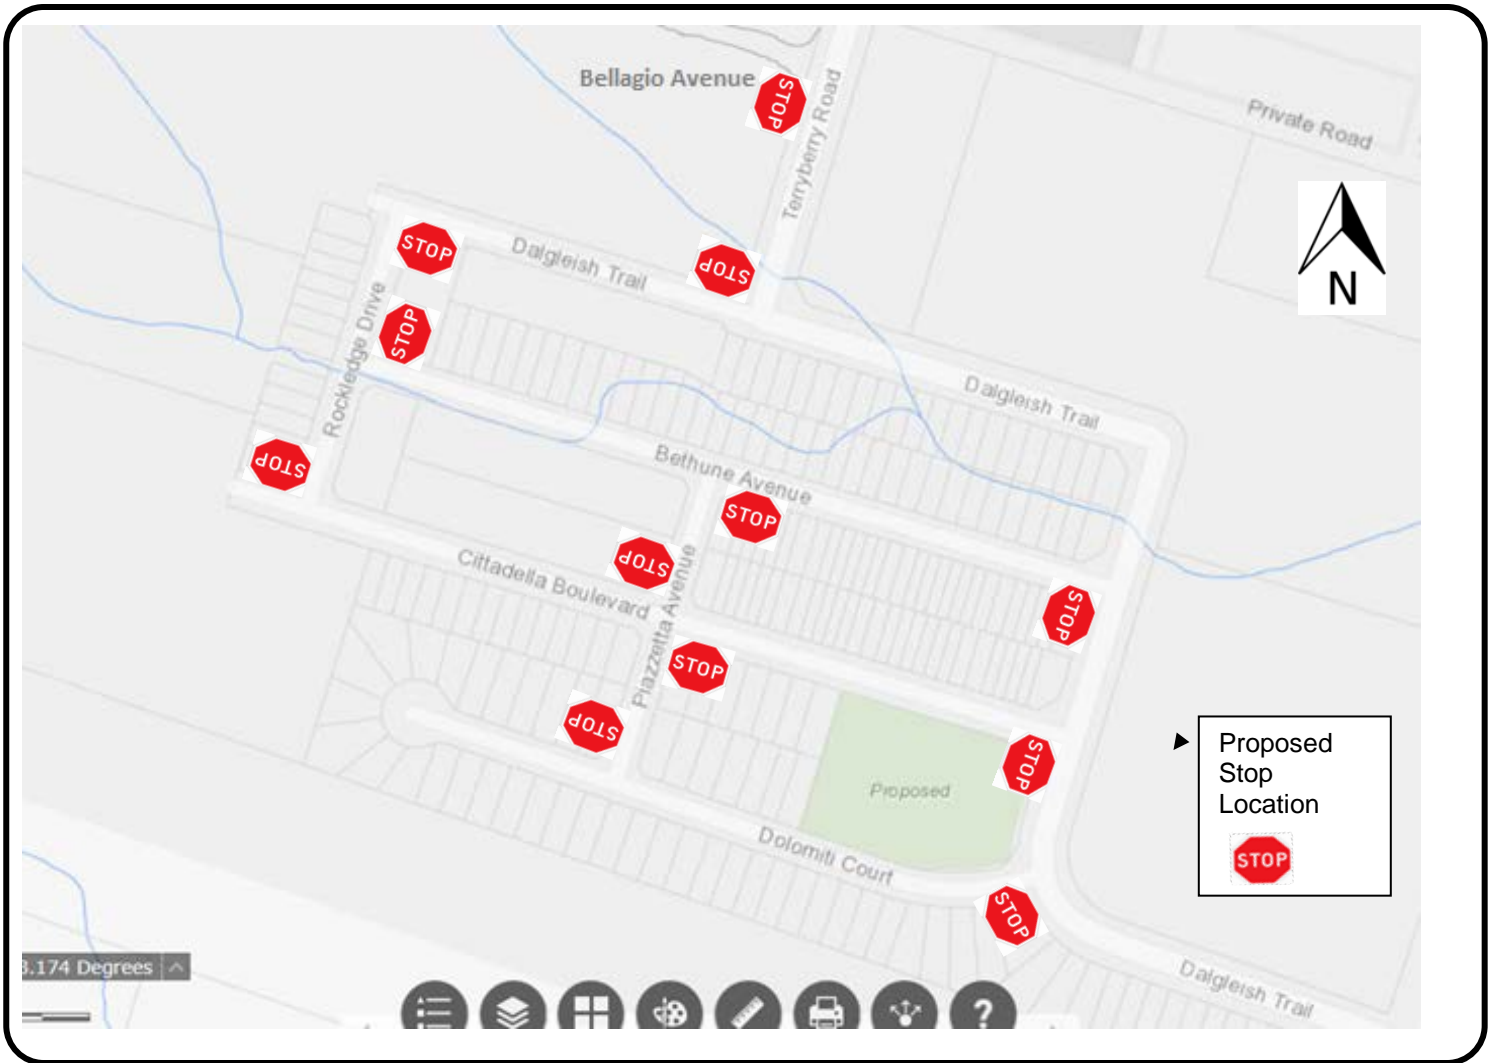 Bellagio Avenue
STOP
Terryberry Road
Private Road
N
STOP
Dalgleish Trail
STOP
STOP
Rockledge Drive
Dalgleish Trail
STOP
Bethune Avenue
STOP
STOP
Cittadella Boulevard
Piazzetta Avenue
STOP
STOP
STOP
STOP
Proposed
Dolomiti Court
STOP
Dalgleish Trail
Proposed
Stop
Location
STOP
3.174 Degrees
?